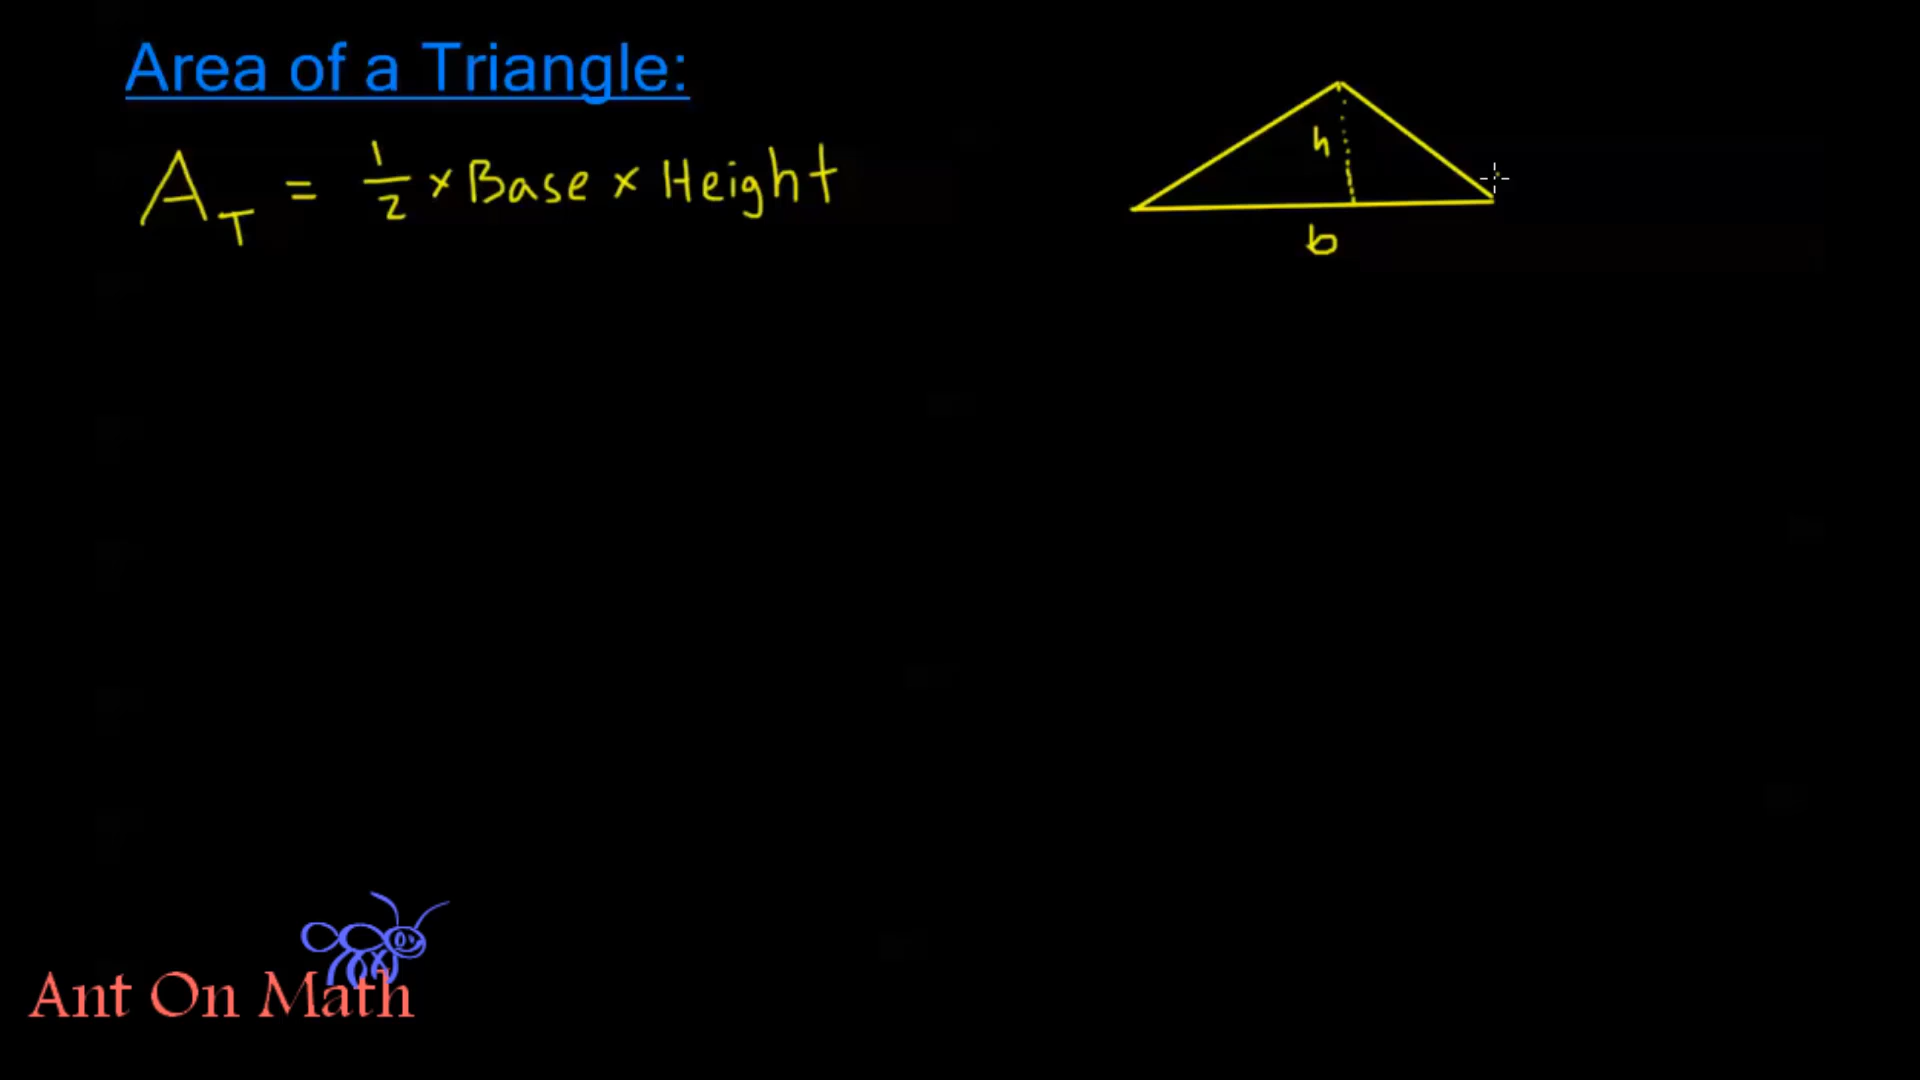 Area of a Triangle:
A_T = 1/2 × Base × Height
h
b
Ant On Math